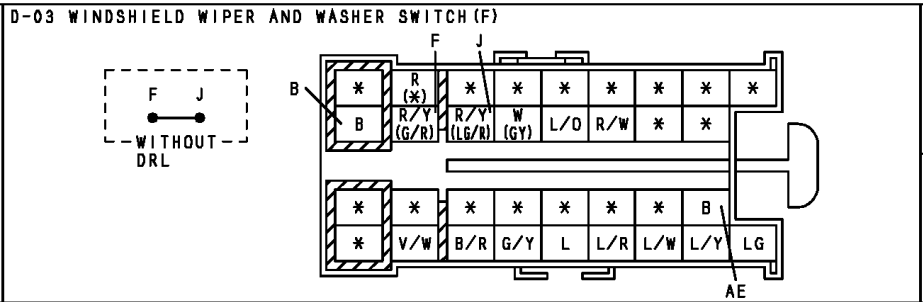 D-03 WINDSHIELD WIPER AND WASHER SWITCH(F)
F J
F J
WITHOUT
DRL
B
* R * * * * * * *
(*)
B R/Y R/Y W L/O R/W * *
(G/R) (LG/R) (GY)
* * * * * * * B
* V/W B/R G/Y L L/R L/W L/Y LG
AE